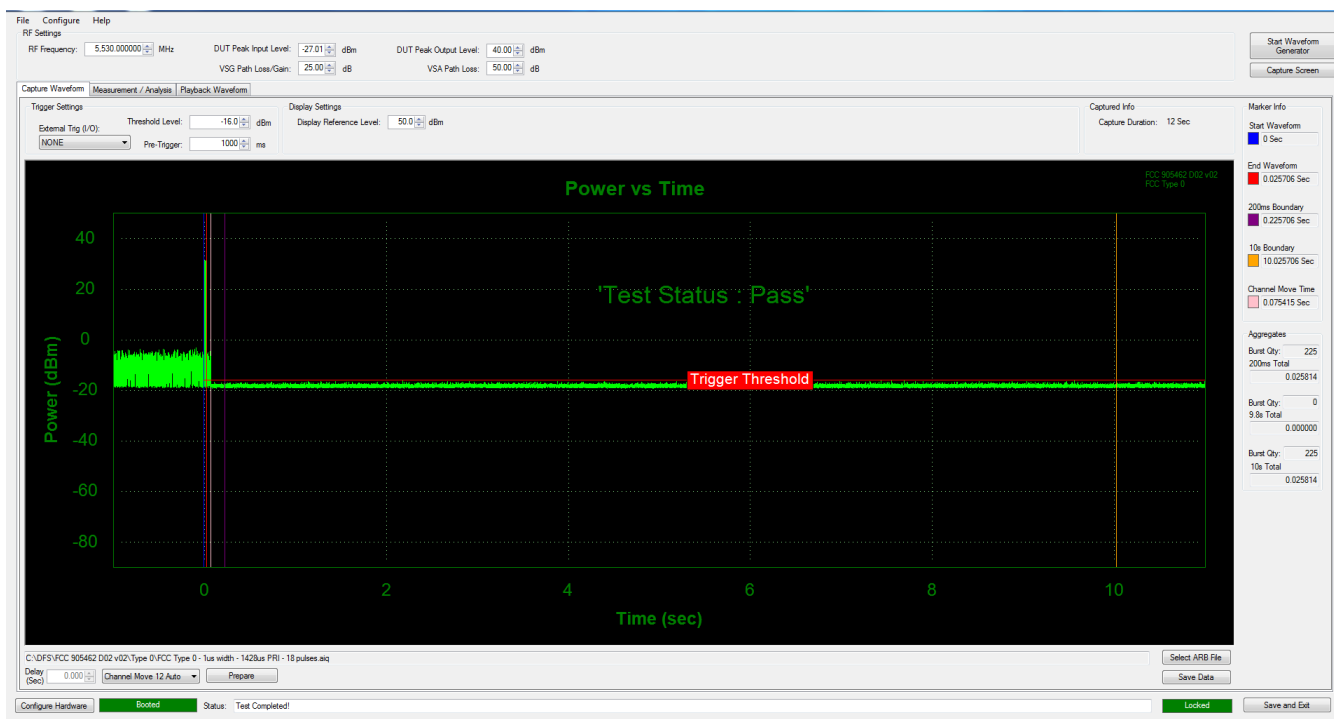 File Configure Help
RF Settings
RF Frequency: 5,530.000000 MHz DUT Peak Input Level: -27.01 dBm DUT Peak Output Level: 40.00 dBm
VSG Path Loss/Gain: 25.00 dB VSA Path Loss: 50.00 dB
Start Waveform Generator
Capture Screen
Capture Waveform Measurement / Analysis Playback Waveform
Trigger Settings
External Trig (I/O):
NONE
Threshold Level: -16.0 dBm
Pre-Trigger: 1000 ms
Display Settings
Display Reference Level: 50.0 dBm
Captured Info
Capture Duration: 12 Sec
Power vs Time
FCC 905462 D02 v02
FCC Type 0
'Test Status : Pass'
Trigger Threshold
Power (dBm)
40
20
0
-20
-40
-60
-80
0 2 4 6 8 10
Time (sec)
Marker Info
Start Waveform
0 Sec
End Waveform
0.025706 Sec
200ms Boundary
0.225706 Sec
10s Boundary
10.025706 Sec
Channel Move Time
0.075415 Sec
Aggregates
Burst Qty: 225
200ms Total
0.025814
Burst Qty: 0
9.8s Total
0.000000
Burst Qty: 225
10s Total
0.025814
C:\DFS\FCC 905462 D02 v02\Type 0\FCC Type 0 - 1us width - 1428us PRI - 18 pulses.aiq
Select ARB File
Delay (Sec) 0.000 Channel Move 12 Auto Prepare
Save Data
Configure Hardware Booted Status: Test Completed! Locked Save and Exit